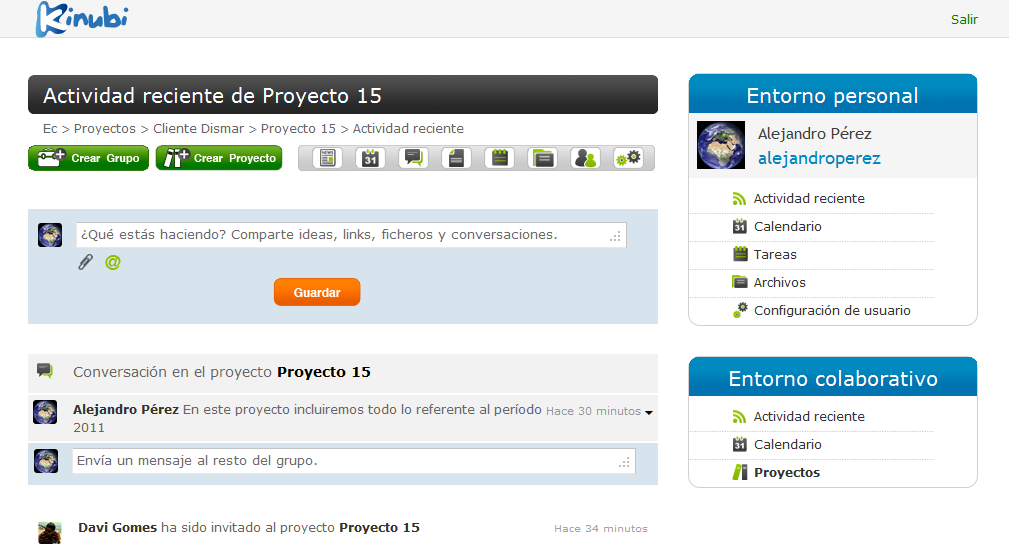 Kinubi
Salir
Actividad reciente de Proyecto 15
Ec > Proyectos > Cliente Dismar > Proyecto 15 > Actividad reciente
Crear Grupo
Crear Proyecto
31
¿Qué estás haciendo? Comparte ideas, links, ficheros y conversaciones.
@
Guardar
Conversación en el proyecto Proyecto 15
Alejandro Pérez En este proyecto incluiremos todo lo referente al período Hace 30 minutos
2011
Envía un mensaje al resto del grupo.
Davi Gomes ha sido invitado al proyecto Proyecto 15 Hace 34 minutos
Entorno personal
Alejandro Pérez
alejandroperez
Actividad reciente
31 Calendario
Tareas
Archivos
Configuración de usuario
Entorno colaborativo
Actividad reciente
31 Calendario
Proyectos